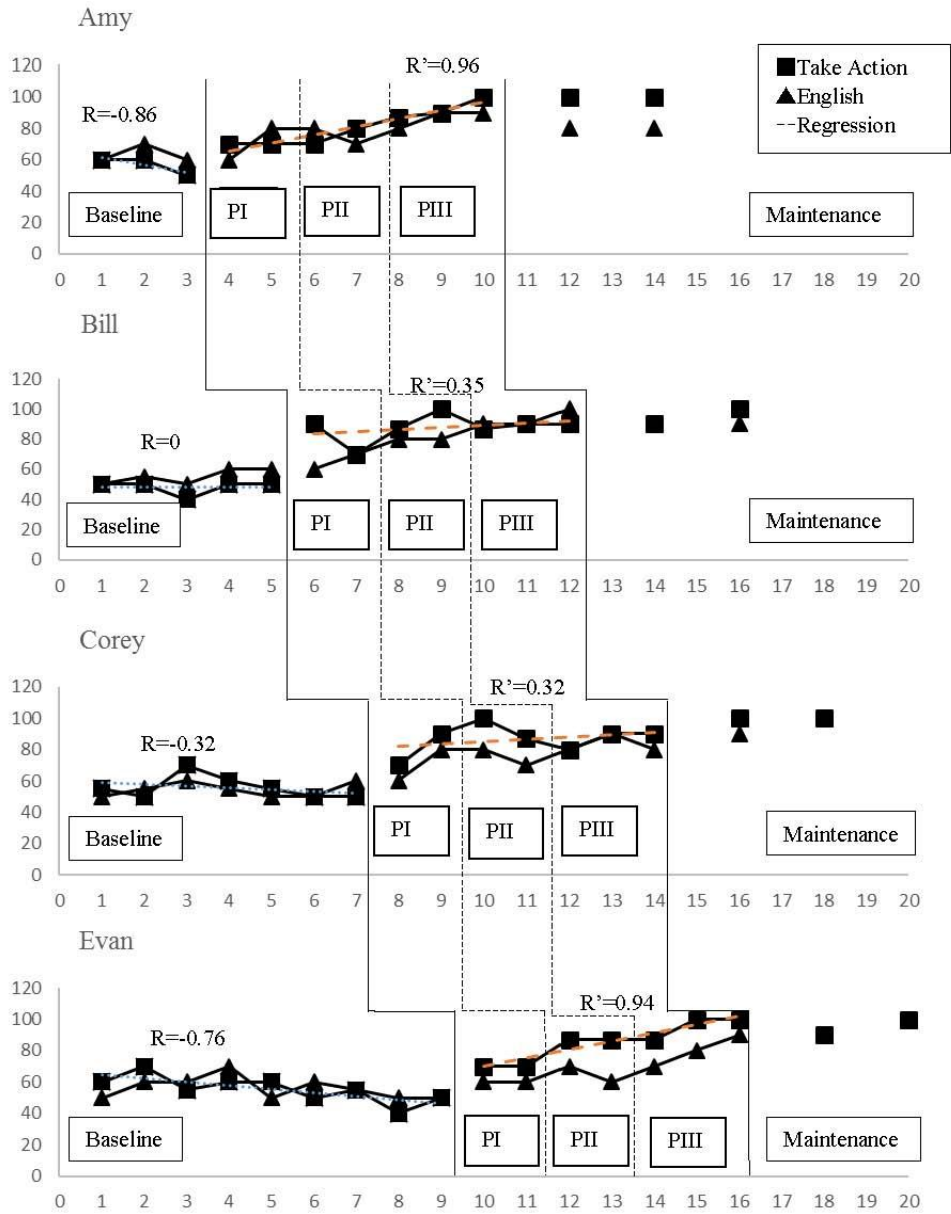 Amy
120
100
80
60
40
20
0
R=-0.86
R’=0.96
Take Action
English
Regression
Baseline
PI
PII
PIII
Maintenance
0 1 2 3 4 5 6 7 8 9 10 11 12 13 14 15 16 17 18 19 20
Bill
120
100
80
60
40
20
0
R=0
R’=0.35
Baseline
PI
PII
PIII
Maintenance
0 1 2 3 4 5 6 7 8 9 10 11 12 13 14 15 16 17 18 19 20
Corey
120
100
80
60
40
20
0
R=-0.32
R’=0.32
Baseline
PI
PII
PIII
Maintenance
0 1 2 3 4 5 6 7 8 9 10 11 12 13 14 15 16 17 18 19 20
Evan
120
100
80
60
40
20
0
R=-0.76
R’=0.94
Baseline
PI
PII
PIII
Maintenance
0 1 2 3 4 5 6 7 8 9 10 11 12 13 14 15 16 17 18 19 20